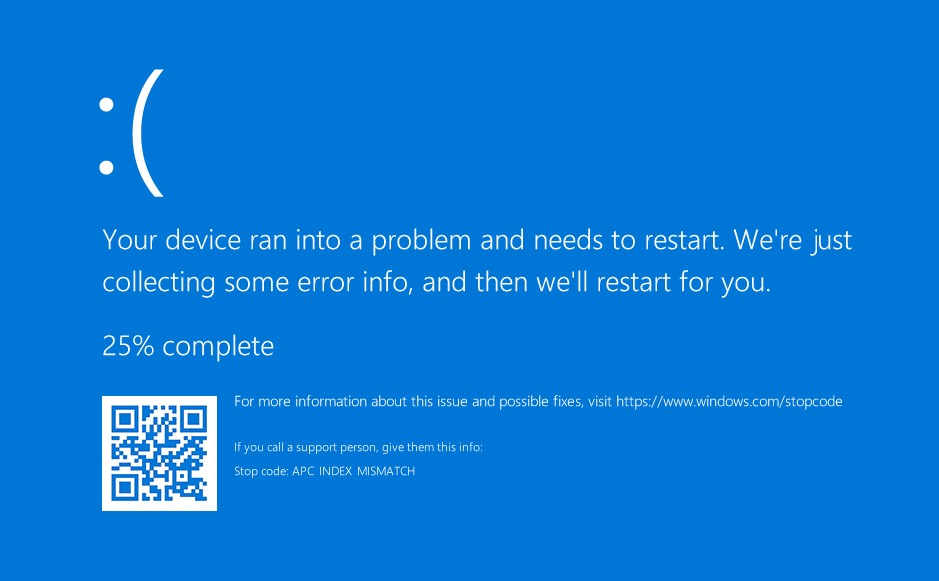 :(
Your device ran into a problem and needs to restart. We're just
collecting some error info, and then we'll restart for you.
25% complete
For more information about this issue and possible fixes, visit https://www.windows.com/stopcode
If you call a support person, give them this info:
Stop code: APC INDEX MISMATCH